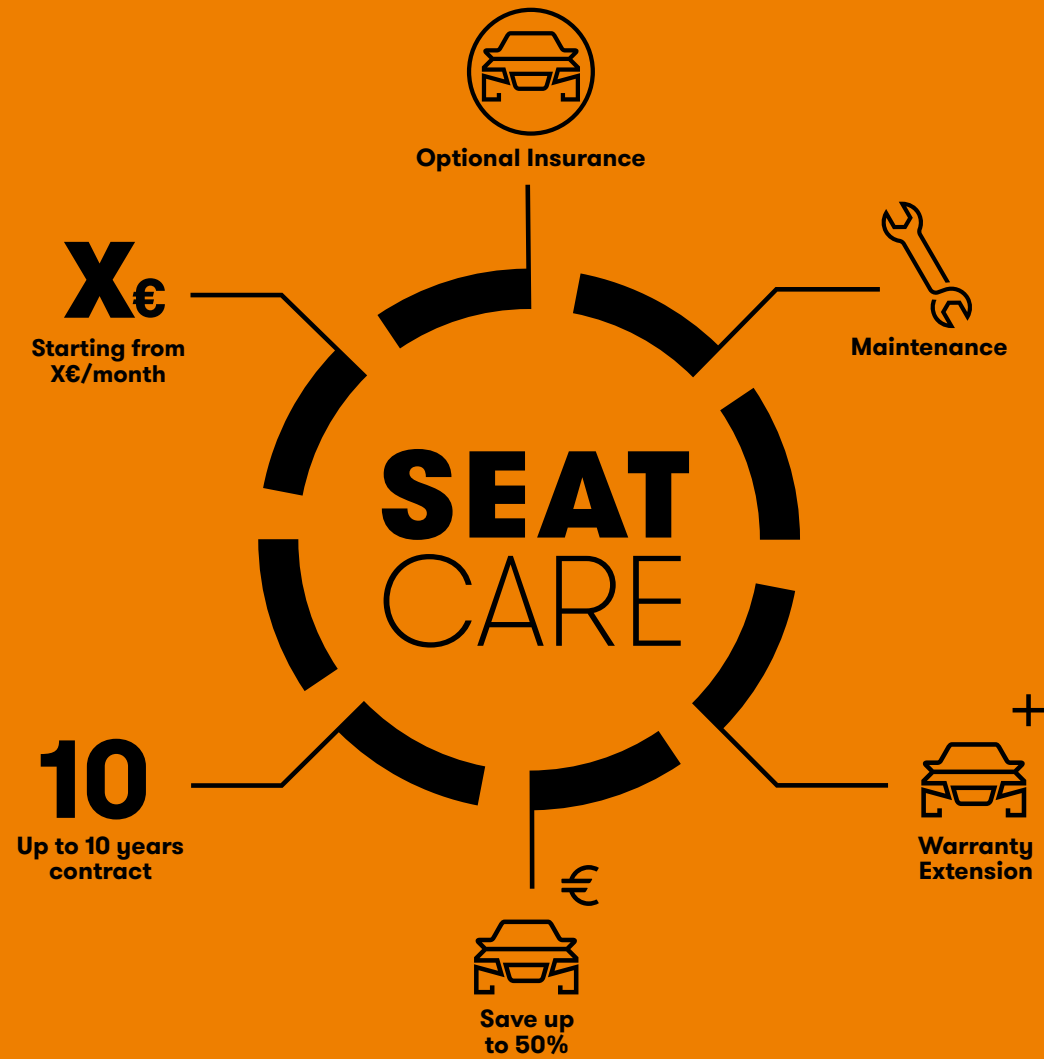 Optional Insurance
X€
Starting from
X€/month
Maintenance
SEAT
CARE
10
Up to 10 years
contract
+
Warranty
Extension
€
Save up
to 50%